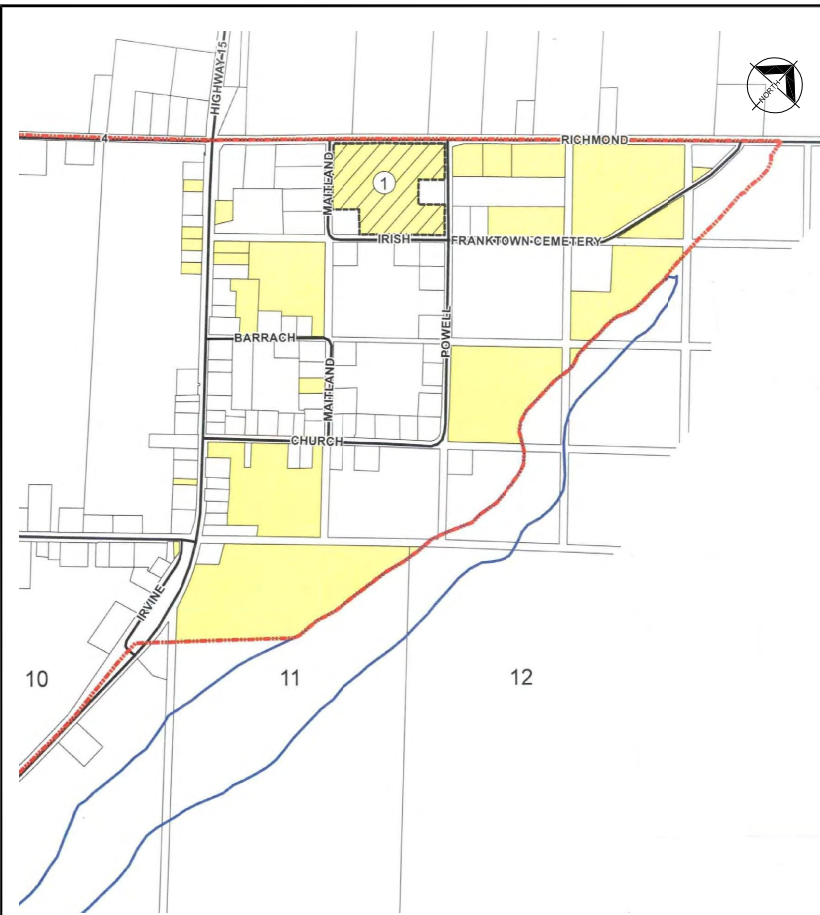 HIGHWAY 15
NORTH
4
RICHMOND
MAITLAND
1
IRISH
FRANKTOWN CEMETERY
BARRACH
MAITLAND
POWELL
CHURCH
IRVINE
10
11
12